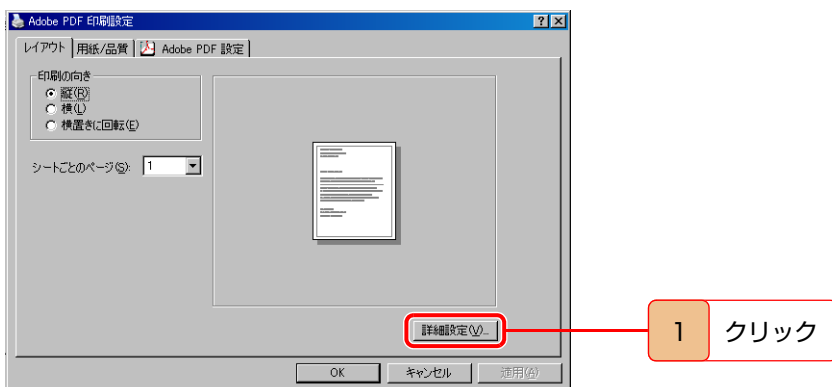 Adobe PDF 印刷設定
レイアウト 用紙/品質 Adobe PDF 設定
印刷の向き
縦(R)
横(L)
横置きに回転(E)
シートごとのページ(S): 1
詳細設定(V)...
1 クリック
OK キャンセル 適用(A)